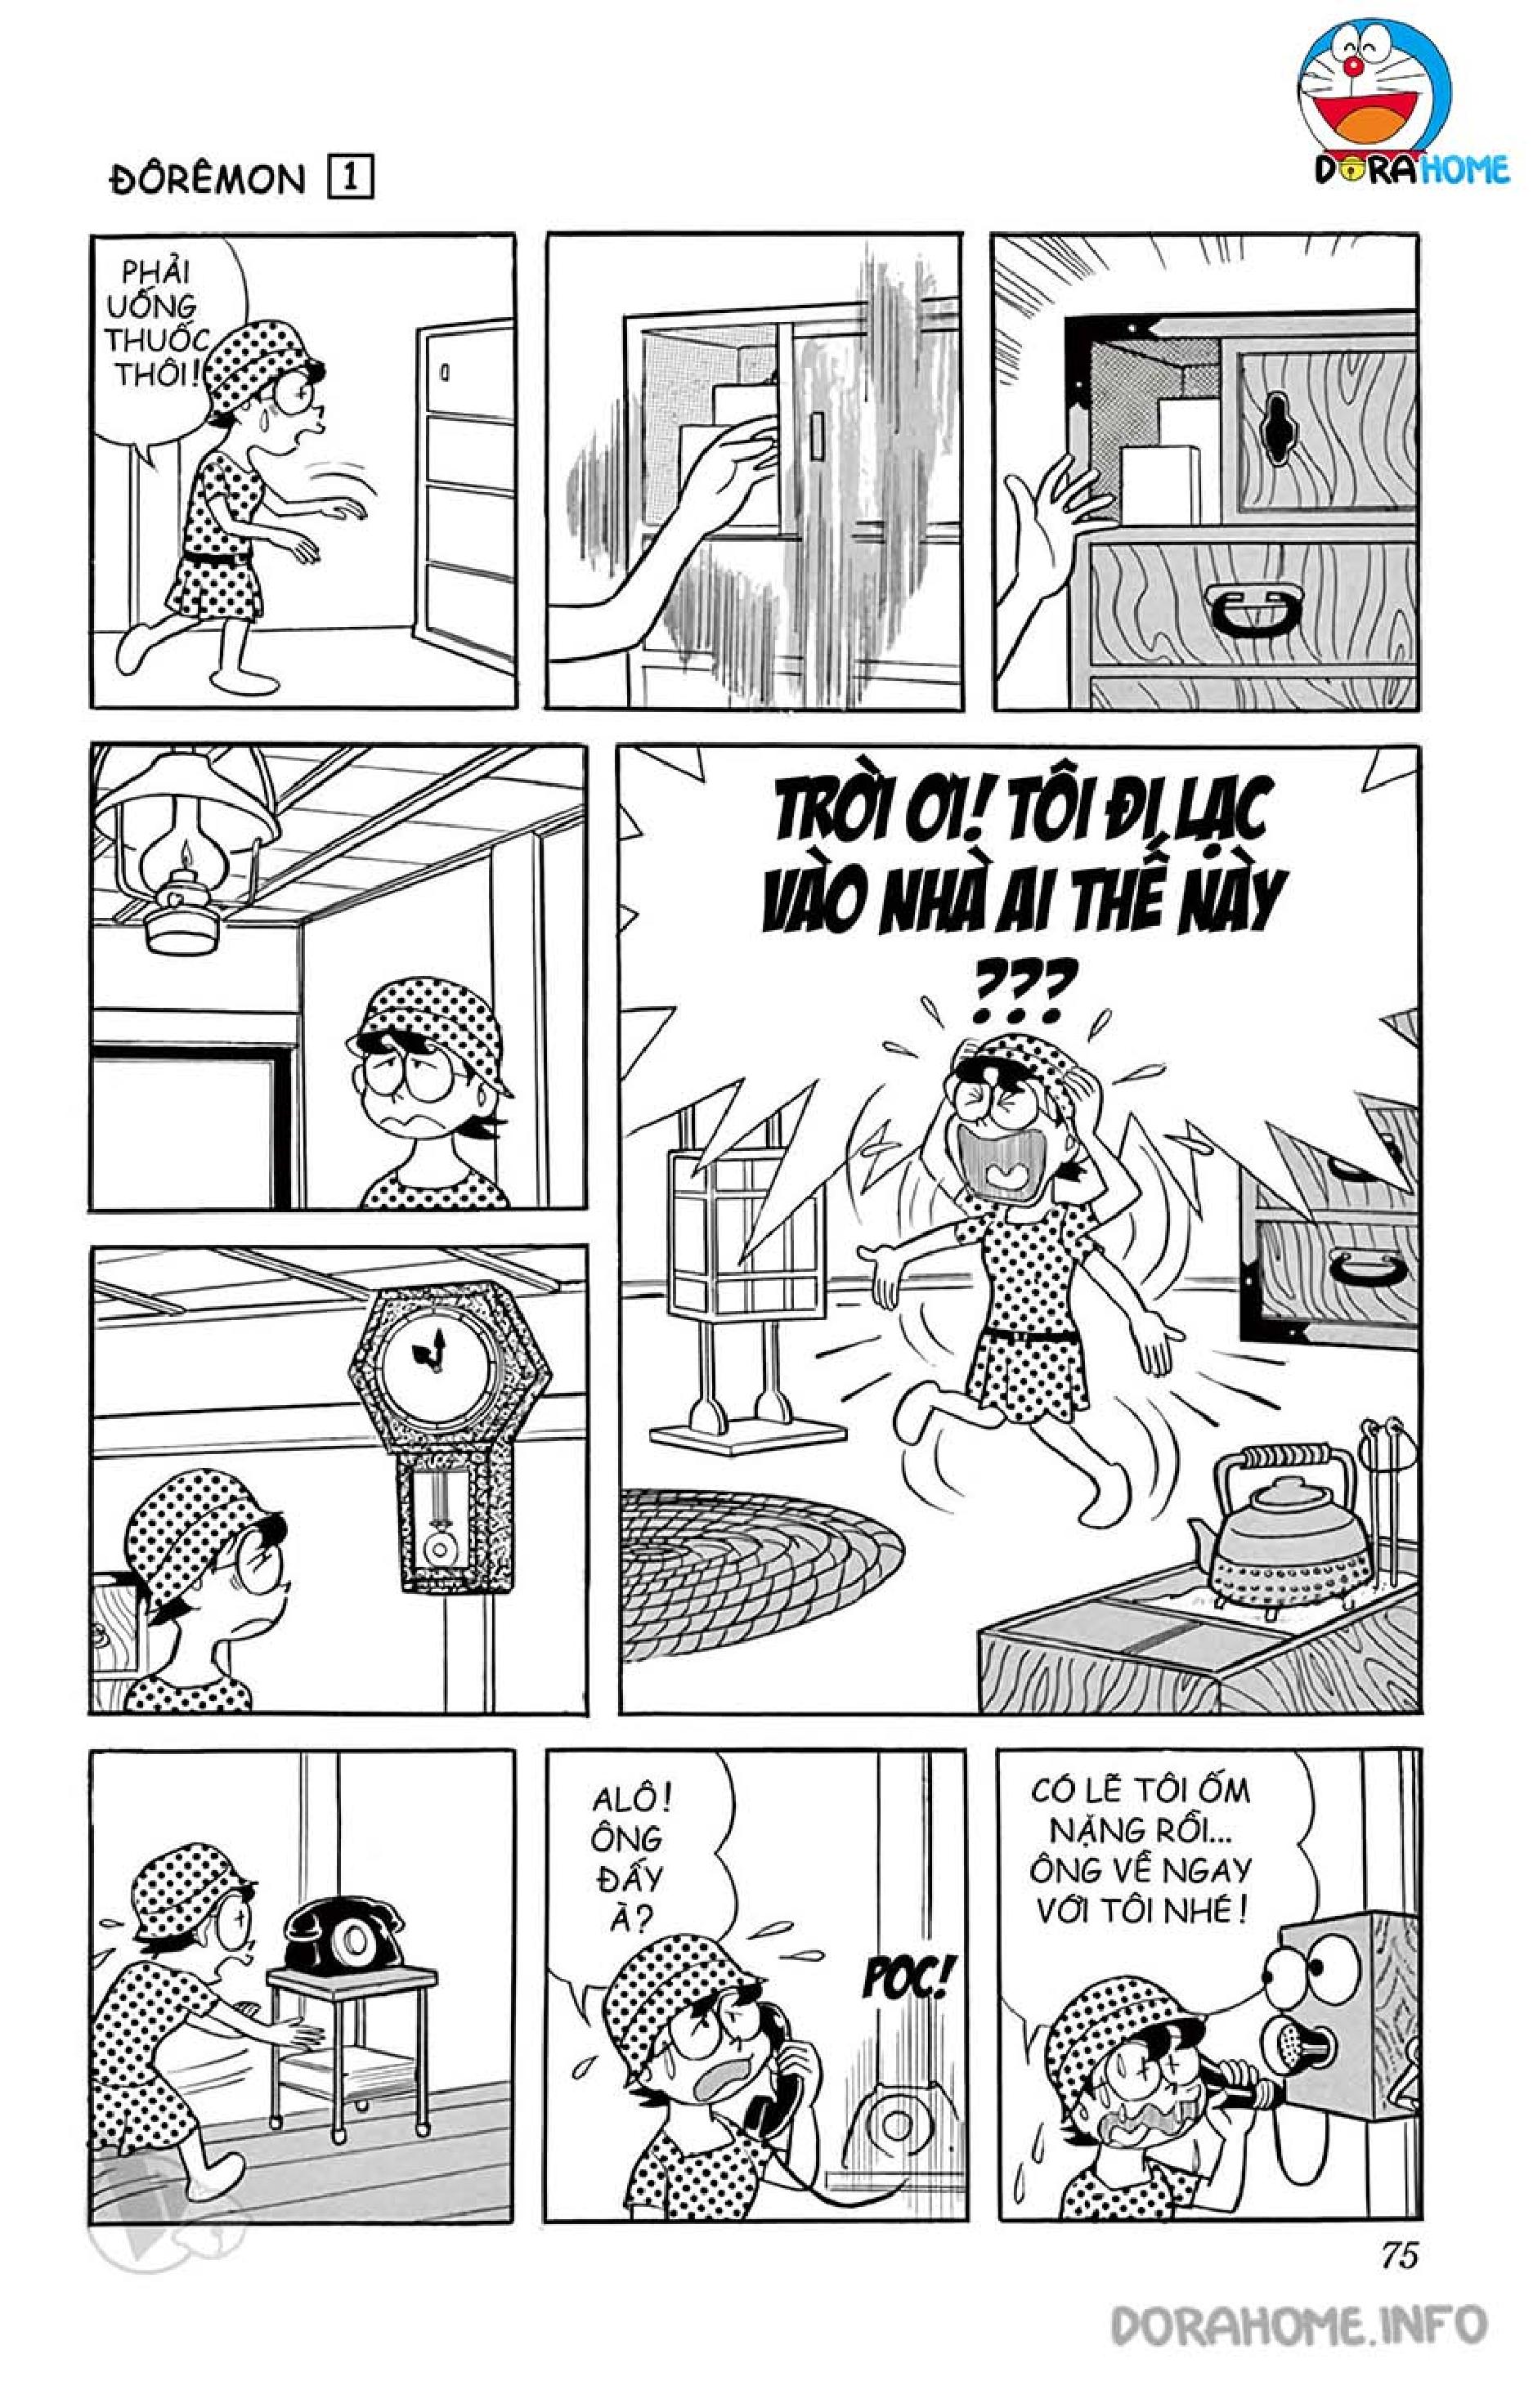 DORAHOME
ĐÔRÊMON 1
PHẢI
UỐNG
THUỐC
THÔI!
TRỜI ƠI! TÔI ĐI LẠC
VÀO NHÀ AI THẾ NÀY
???
ALÔ!
ÔNG
ĐẤY
À?
POC!
CÓ LẼ TÔI ỐM
NẶNG RỒI...
ÔNG VỀ NGAY
VỚI TÔI NHÉ!
75
DORAHOME.INFO